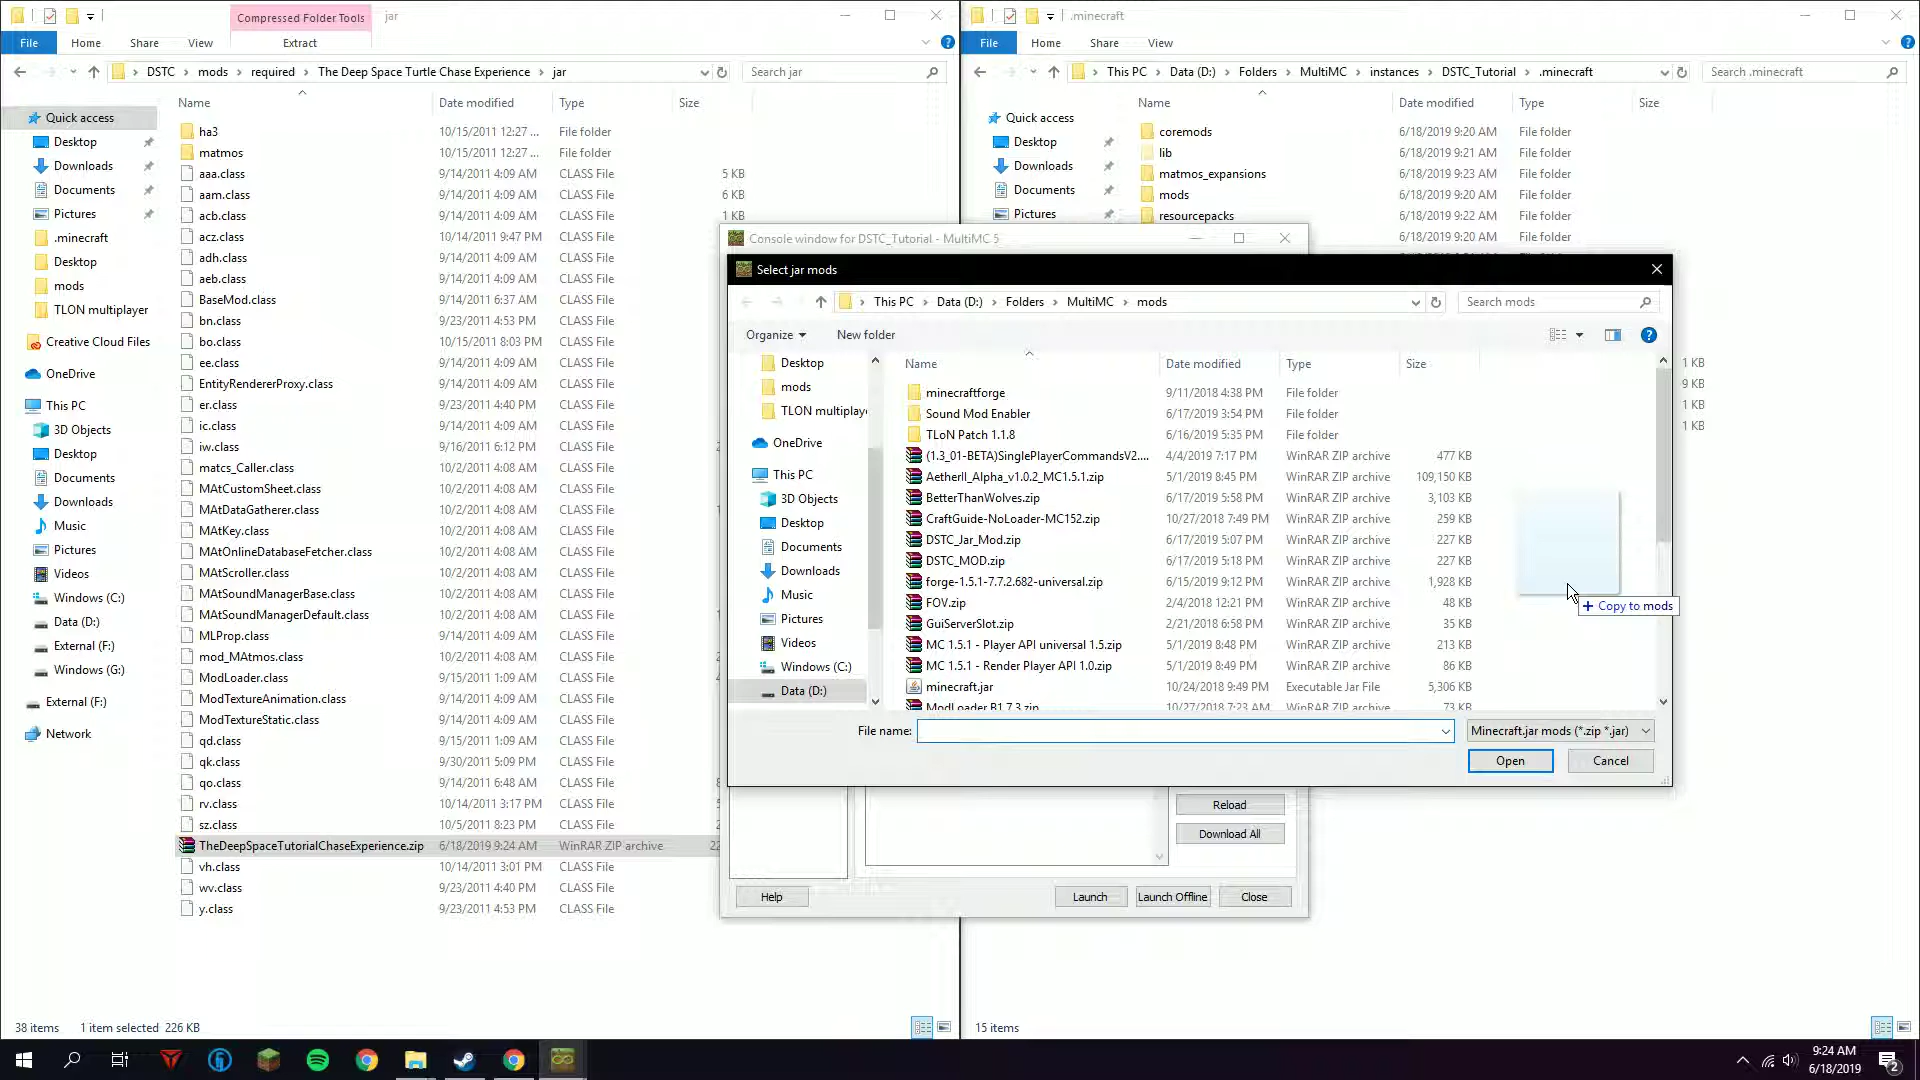 Compressed Folder Tools
jar
File
Home
Share
View
Extract
DSTC
mods
required
The Deep Space Turtle Chase Experience
jar
Search jar
Name
Date modified
Type
Size
Quick access
Desktop
Downloads
Documents
Pictures
.minecraft
Desktop
mods
TLON multiplayer
Creative Cloud Files
OneDrive
This PC
3D Objects
Desktop
Documents
Downloads
Music
Pictures
Videos
Windows (C:)
Data (D:)
External (F:)
Windows (G:)
External (F:)
Network
ha3 10/15/2011 12:27 ... File folder
matmos 10/15/2011 12:27 ... File folder
aaa.class 9/14/2011 4:09 AM CLASS File 5 KB
aam.class 9/14/2011 4:09 AM CLASS File 6 KB
acb.class 9/14/2011 4:09 AM CLASS File 1 KB
acz.class 10/14/2011 9:47 PM CLASS File
adh.class 9/14/2011 4:09 AM CLASS File
aeb.class 9/14/2011 4:09 AM CLASS File
BaseMod.class 9/14/2011 6:37 AM CLASS File
bn.class 9/23/2011 4:53 PM CLASS File
bo.class 10/15/2011 8:03 PM CLASS File
ee.class 9/14/2011 4:09 AM CLASS File
EntityRendererProxy.class 9/14/2011 4:09 AM CLASS File
er.class 9/23/2011 4:40 PM CLASS File
ic.class 9/14/2011 4:09 AM CLASS File
iw.class 9/16/2011 6:12 PM CLASS File 2
matcs_Caller.class 10/2/2011 4:08 AM CLASS File
MAtCustomSheet.class 10/2/2011 4:08 AM CLASS File
MAtDataGatherer.class 10/2/2011 4:08 AM CLASS File
MAtKey.class 10/2/2011 4:08 AM CLASS File
MAtOnlineDatabaseFetcher.class 10/2/2011 4:08 AM CLASS File
MAtScroller.class 10/2/2011 4:08 AM CLASS File
MAtSoundManagerBase.class 10/2/2011 4:08 AM CLASS File
MAtSoundManagerDefault.class 10/2/2011 4:08 AM CLASS File
MLProp.class 9/14/2011 4:09 AM CLASS File
mod_MAtmos.class 10/2/2011 4:08 AM CLASS File 2
ModLoader.class 9/15/2011 1:09 AM CLASS File 2
ModTextureAnimation.class 9/14/2011 4:09 AM CLASS File
ModTextureStatic.class 9/14/2011 4:09 AM CLASS File
qd.class 9/15/2011 1:09 AM CLASS File
qk.class 9/30/2011 5:09 PM CLASS File
qo.class 9/14/2011 6:48 AM CLASS File 8
rv.class 10/14/2011 3:17 PM CLASS File 5
sz.class 10/5/2011 8:23 PM CLASS File 2
TheDeepSpaceTutorialChaseExperience.zip 6/18/2019 9:24 AM WinRAR ZIP archive 22
vh.class 10/14/2011 3:01 PM CLASS File
wv.class 9/23/2011 4:40 PM CLASS File
y.class 9/23/2011 4:53 PM CLASS File
38 items 1 item selected 226 KB
.minecraft
File
Home
Share
View
This PC
Data (D:)
Folders
MultiMC
instances
DSTC_Tutorial
.minecraft
Search .minecraft
Name
Date modified
Type
Size
Quick access
Desktop
Downloads
Documents
Pictures
coremods 6/18/2019 9:20 AM File folder
lib 6/18/2019 9:21 AM File folder
matmos_expansions 6/18/2019 9:23 AM File folder
mods 6/18/2019 9:20 AM File folder
resourcepacks 6/18/2019 9:22 AM File folder
6/18/2019 9:20 AM File folder
1 KB
9 KB
1 KB
1 KB
15 items
Console window for DSTC_Tutorial - MultiMC 5
Select jar mods
This PC
Data (D:)
Folders
MultiMC
mods
Search mods
Organize
New folder
Desktop
mods
TLON multiplaye
OneDrive
This PC
3D Objects
Desktop
Documents
Downloads
Music
Pictures
Videos
Windows (C:)
Data (D:)
Name
Date modified
Type
Size
minecraftforge 9/11/2018 4:38 PM File folder
Sound Mod Enabler 6/17/2019 3:54 PM File folder
TLoN Patch 1.1.8 6/16/2019 5:35 PM File folder
(1.3_01-BETA)SinglePlayerCommandsV2.... 4/4/2019 7:17 PM WinRAR ZIP archive 477 KB
AetherII_Alpha_v1.0.2_MC1.5.1.zip 5/1/2019 8:45 PM WinRAR ZIP archive 109,150 KB
BetterThanWolves.zip 6/17/2019 5:58 PM WinRAR ZIP archive 3,103 KB
CraftGuide-NoLoader-MC152.zip 10/27/2018 7:49 PM WinRAR ZIP archive 259 KB
DSTC_Jar_Mod.zip 6/17/2019 5:07 PM WinRAR ZIP archive 227 KB
DSTC_MOD.zip 6/17/2019 5:18 PM WinRAR ZIP archive 227 KB
forge-1.5.1-7.7.2.682-universal.zip 6/15/2019 9:12 PM WinRAR ZIP archive 1,928 KB
FOV.zip 2/4/2018 12:21 PM WinRAR ZIP archive 48 KB
GuiServerSlot.zip 2/21/2018 6:58 PM WinRAR ZIP archive 35 KB
MC 1.5.1 - Player API universal 1.5.zip 5/1/2019 8:48 PM WinRAR ZIP archive 213 KB
MC 1.5.1 - Render Player API 1.0.zip 5/1/2019 8:49 PM WinRAR ZIP archive 86 KB
minecraft.jar 10/24/2018 9:49 PM Executable Jar File 5,306 KB
ModLoader B1.7.3.zip 10/27/2018 7:23 AM WinRAR ZIP archive 73 KB
+ Copy to mods
File name:
Minecraft.jar mods (*.zip *.jar)
Open
Cancel
Reload
Download All
Help
Launch
Launch Offline
Close
9:24 AM
6/18/2019
2